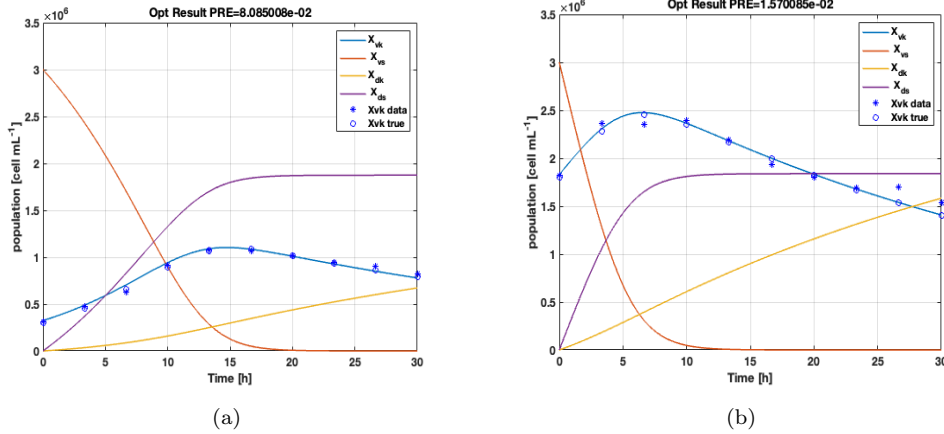 Opt Result PRE=8.085008e-02
×10⁶
3.5
3
2.5
2
1.5
1
0.5
0
population [cell mL⁻¹]
0 5 10 15 20 25 30
Time [h]
X_vk
X_vs
X_dk
X_ds
Xvk data
Xvk true
(a)
Opt Result PRE=1.570085e-02
×10⁶
3.5
3
2.5
2
1.5
1
0.5
0
population [cell mL⁻¹]
0 5 10 15 20 25 30
Time [h]
X_vk
X_vs
X_dk
X_ds
Xvk data
Xvk true
(b)